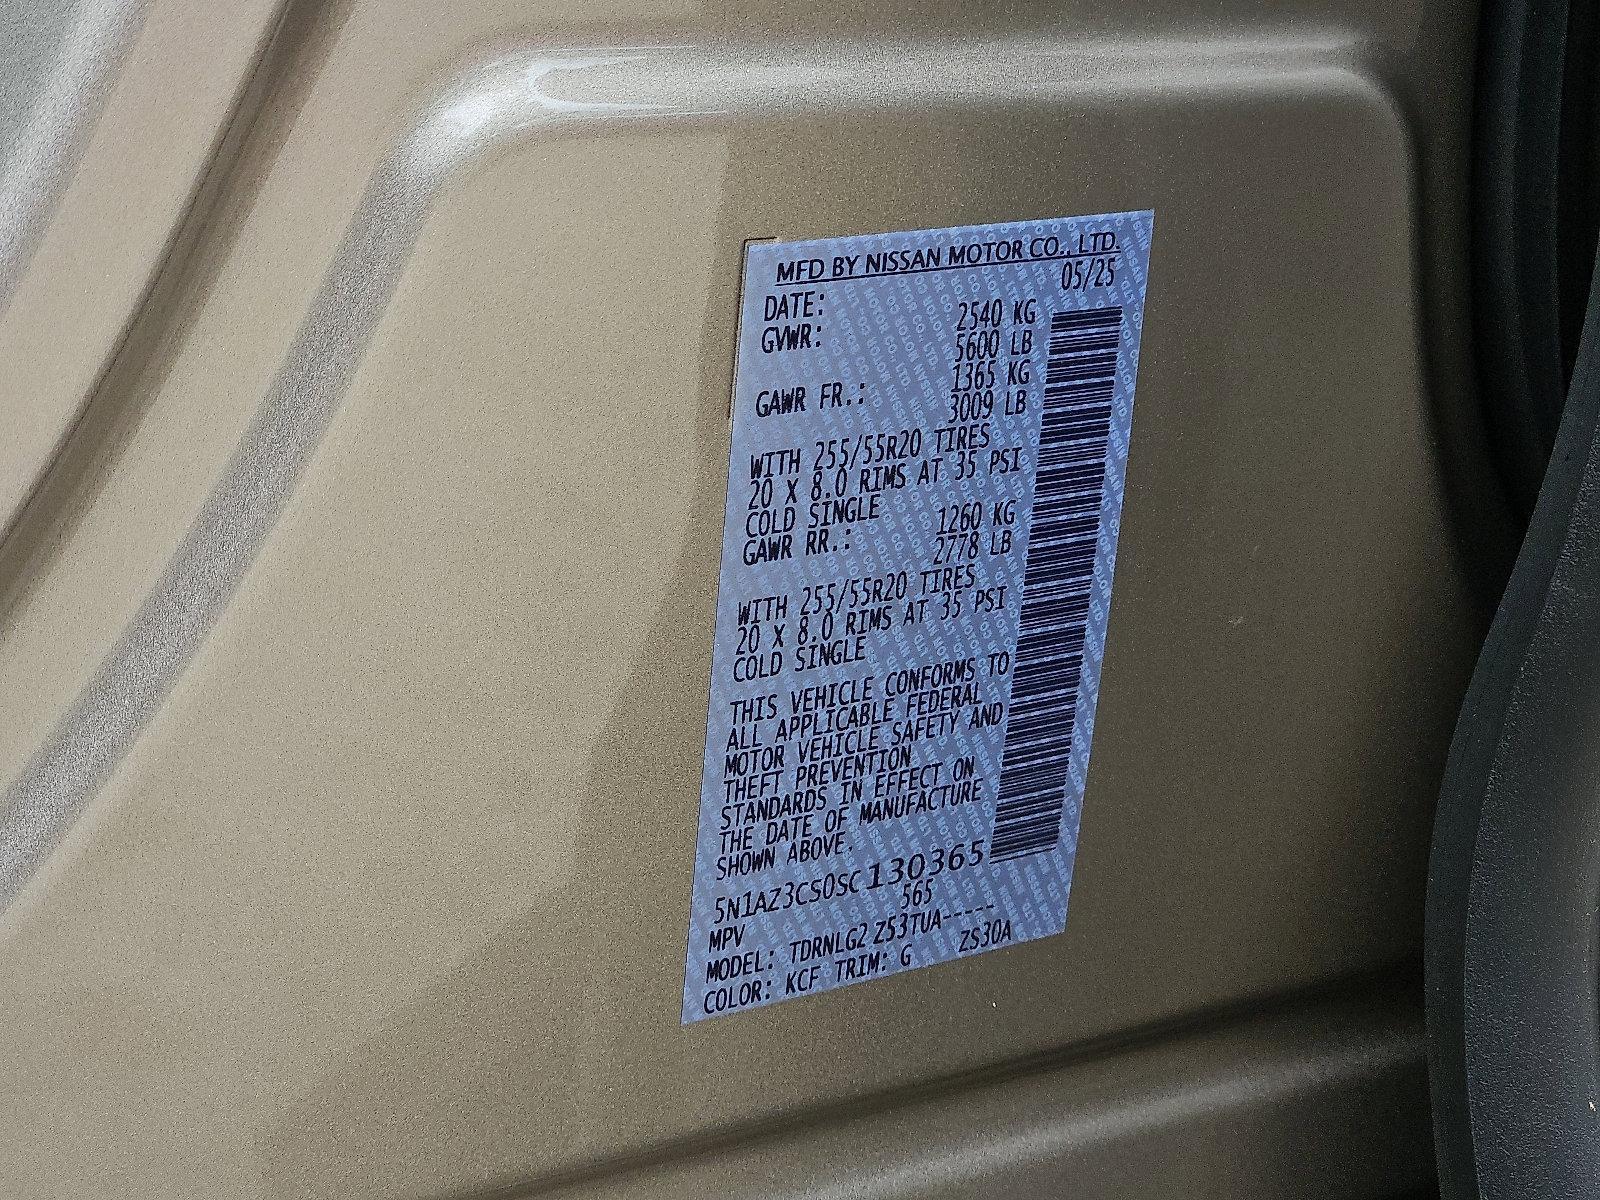 MFD BY NISSAN MOTOR CO., LTD.
DATE: 05/25
GVWR: 2540 KG
5600 LB
1365 KG
GAWR FR.: 3009 LB
WITH 255/55R20 TIRES
20 X 8.0 RIMS AT 35 PSI
COLD SINGLE
1260 KG
GAWR RR.: 2778 LB
WITH 255/55R20 TIRES
20 X 8.0 RIMS AT 35 PSI
COLD SINGLE
THIS VEHICLE CONFORMS TO
ALL APPLICABLE FEDERAL
MOTOR VEHICLE SAFETY AND
THEFT PREVENTION
STANDARDS IN EFFECT ON
THE DATE OF MANUFACTURE
SHOWN ABOVE.
5N1AZ3CS0SC130365
MPV 565
MODEL: TDRNLG2 Z53TUA-----
COLOR: KCF TRIM: G ZS30A